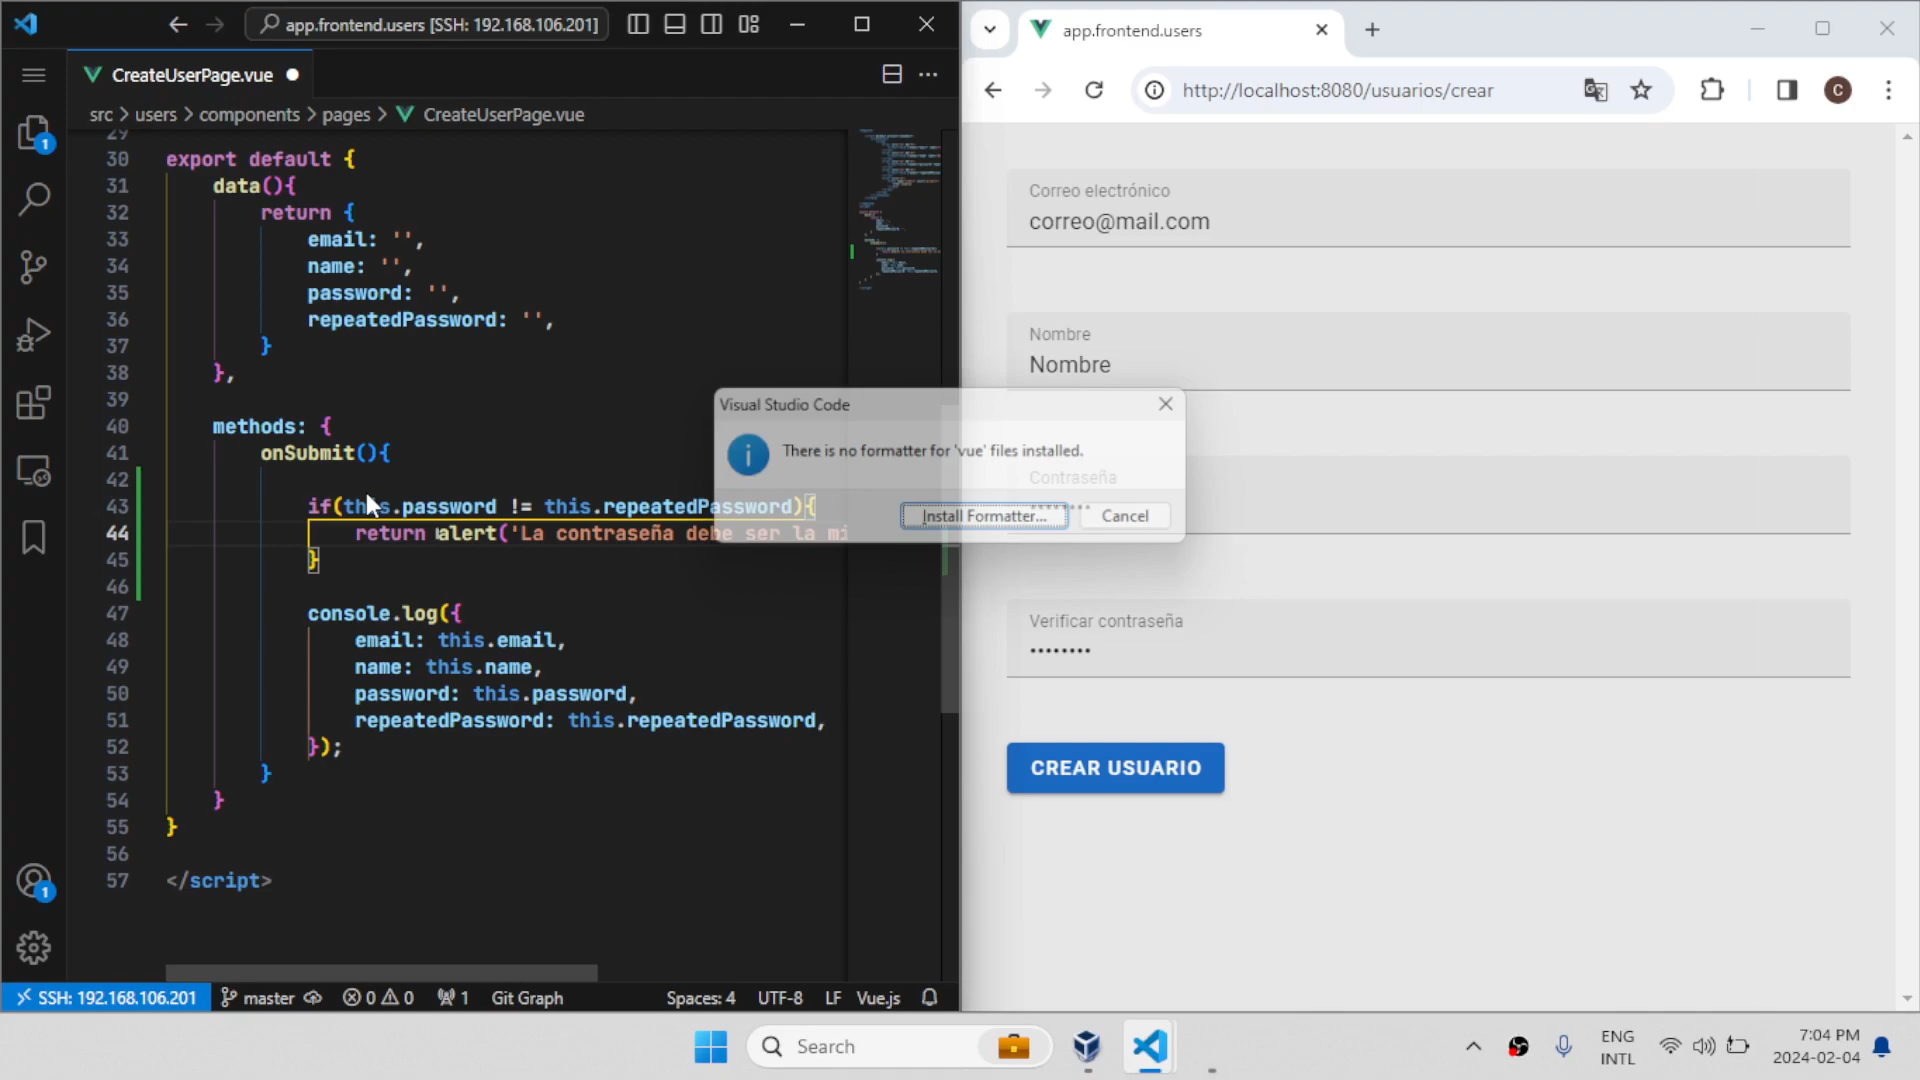 app.frontend.users [SSH: 192.168.106.201]
CreateUserPage.vue
src > users > components > pages > CreateUserPage.vue
29
30 export default {
31 data(){
32 return {
33 email: '',
34 name: '',
35 password: '',
36 repeatedPassword: '',
37 }
38 },
39
40 methods: {
41 onSubmit(){
42
43 if(this.password != this.repeatedPassword){
44 return alert('La contraseña debe ser la mi
45 }
46
47 console.log({
48 email: this.email,
49 name: this.name,
50 password: this.password,
51 repeatedPassword: this.repeatedPassword,
52 });
53 }
54 }
55 }
56
57 </script>
1
1
SSH: 192.168.106.201
master
0
0
1
Git Graph
Spaces: 4
UTF-8
LF
Vue.js
Visual Studio Code
There is no formatter for 'vue' files installed.
Install Formatter...
Cancel
app.frontend.users
http://localhost:8080/usuarios/crear
C
Correo electrónico
correo@mail.com
Nombre
Nombre
Contraseña
Verificar contraseña
CREAR USUARIO
Search
ENG
INTL
7:04 PM
2024-02-04